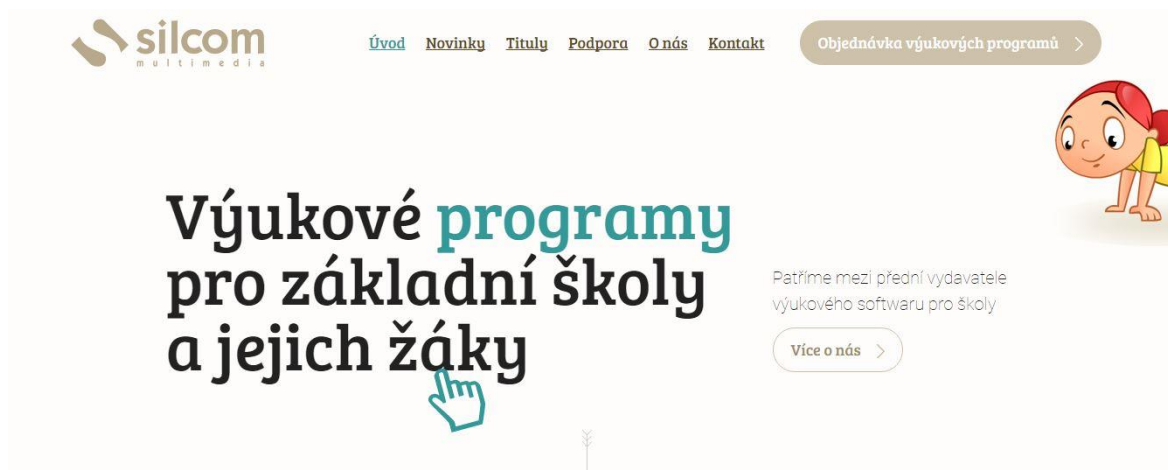 silcom
multimedia
Úvod Novinky Tituly Podpora O nás Kontakt
Objednávka výukových programů
Výukové programy
pro základní školy
a jejich žáky
Patříme mezi přední vydavatele
výukového softwaru pro školy
Více o nás